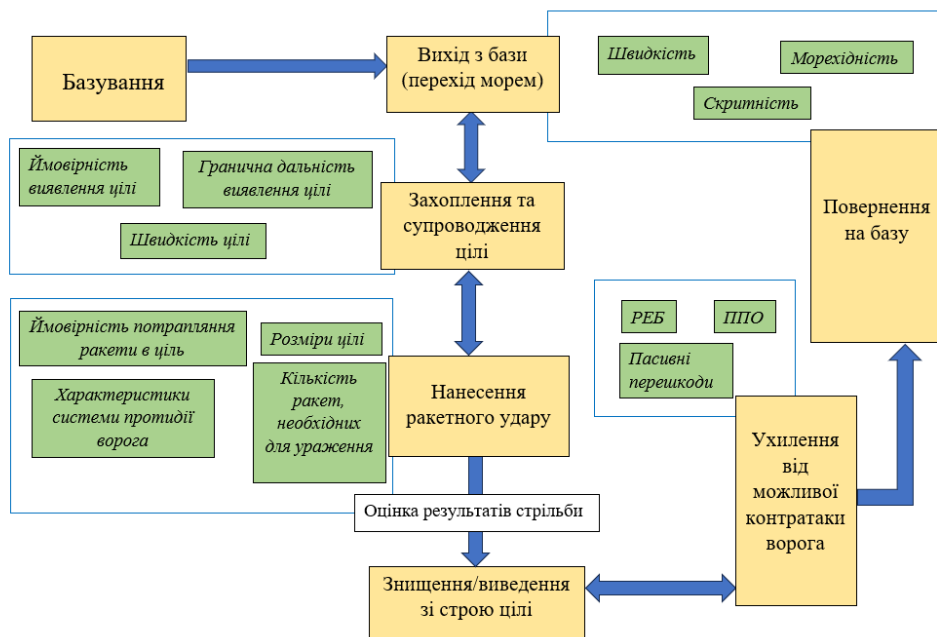 Базування
Вихід з бази
(перехід морем)
Швидкість
Морехідність
Скритність
Ймовірність
виявлення цілі
Гранична дальність
виявлення цілі
Швидкість цілі
Захоплення та
супроводження
цілі
Повернення
на базу
Ймовірність потрапляння
ракети в ціль
Розміри цілі
Характеристики
системи протидії
ворога
Кількість
ракет,
необхідних
для ураження
Нанесення
ракетного удару
РЕБ
ППО
Пасивні
перешкоди
Ухилення
від
можливої
контратаки
ворога
Оцінка результатів стрільби
Знищення/виведення
зі строю цілі